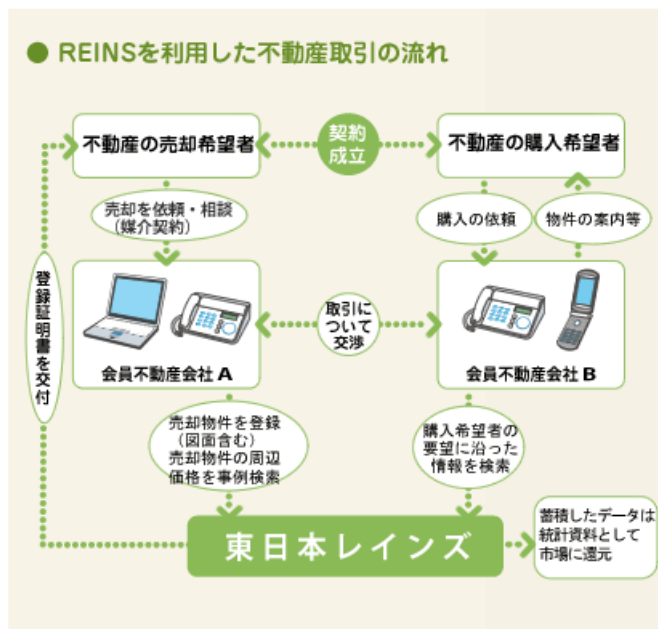 ● REINSを利用した不動産取引の流れ
不動産の売却希望者
契約
成立
不動産の購入希望者
売却を依頼・相談
（媒介契約）
購入の依頼
物件の案内等
登録証明書を交付
会員不動産会社 A
取引に
ついて
交渉
会員不動産会社 B
売却物件を登録
（図面含む）
売却物件の周辺
価格を事例検索
購入希望者の
要望に沿った
情報を検索
東日本レインズ
蓄積したデータは
統計資料として
市場に還元